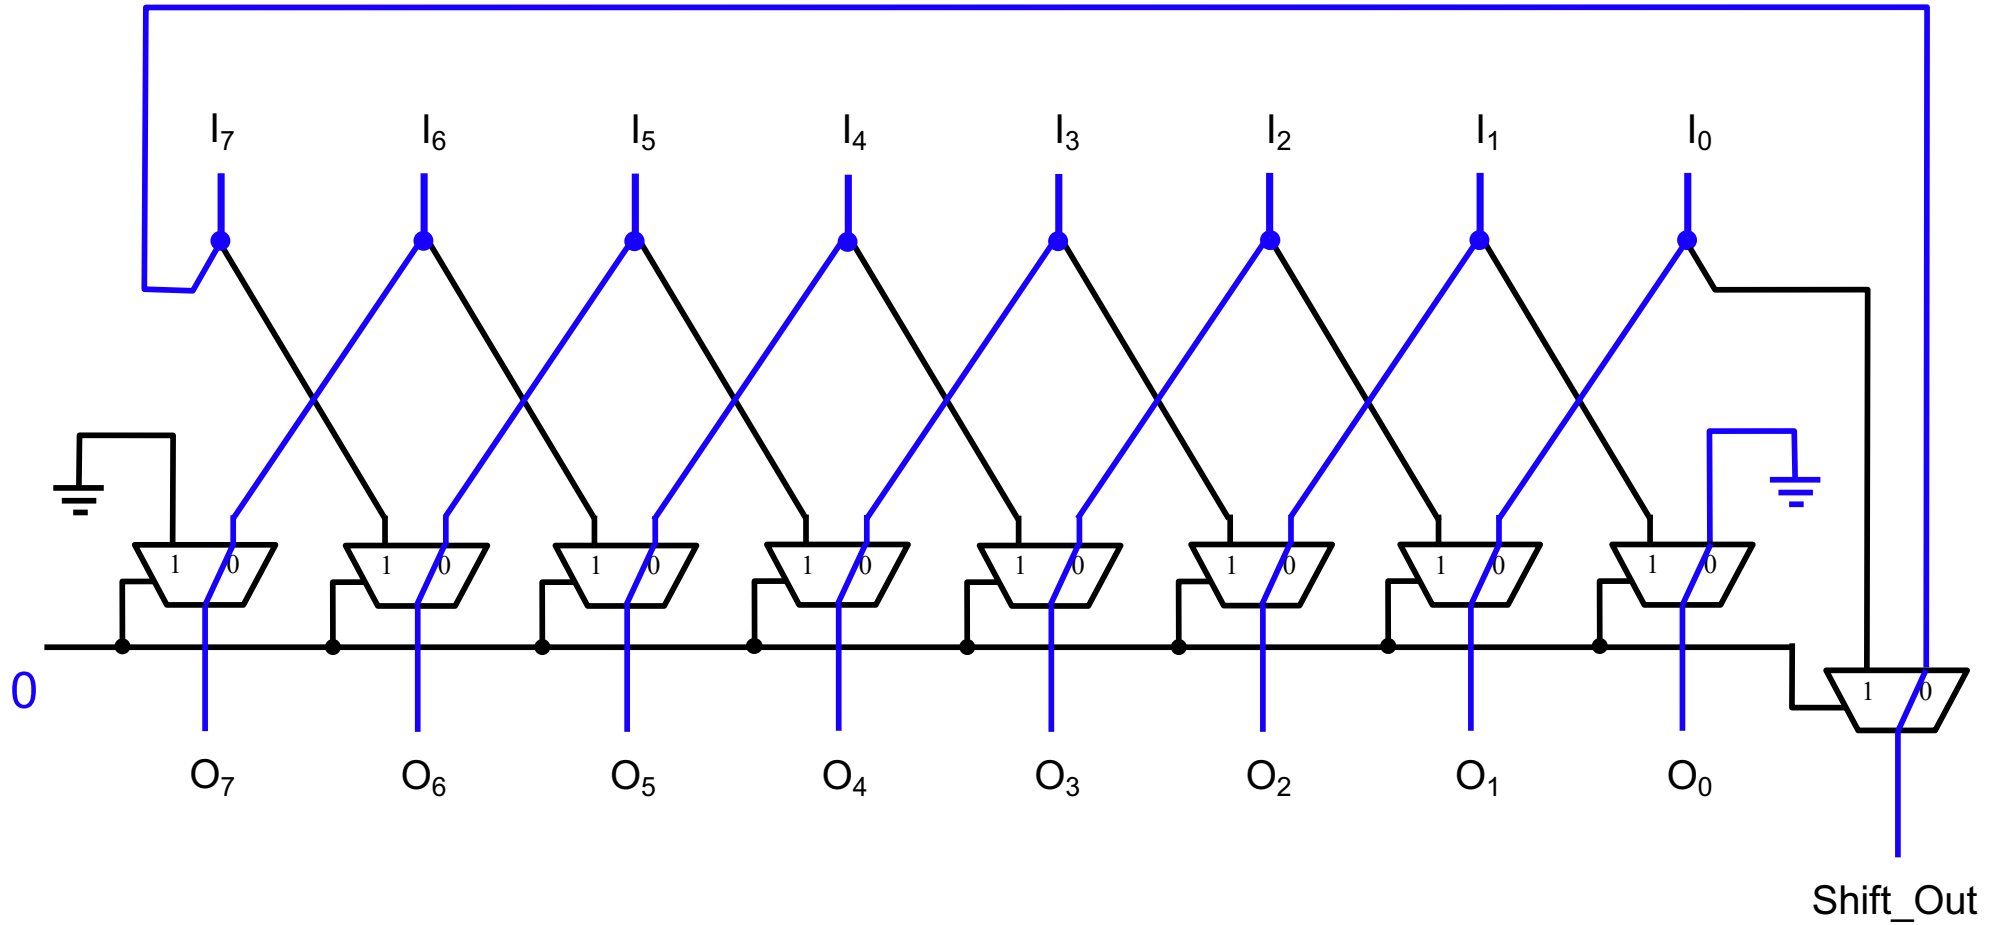 I7 I6 I5 I4 I3 I2 I1 I0
1 0 1 0 1 0 1 0 1 0 1 0 1 0 1 0
0
1 0
O7 O6 O5 O4 O3 O2 O1 O0
Shift_Out